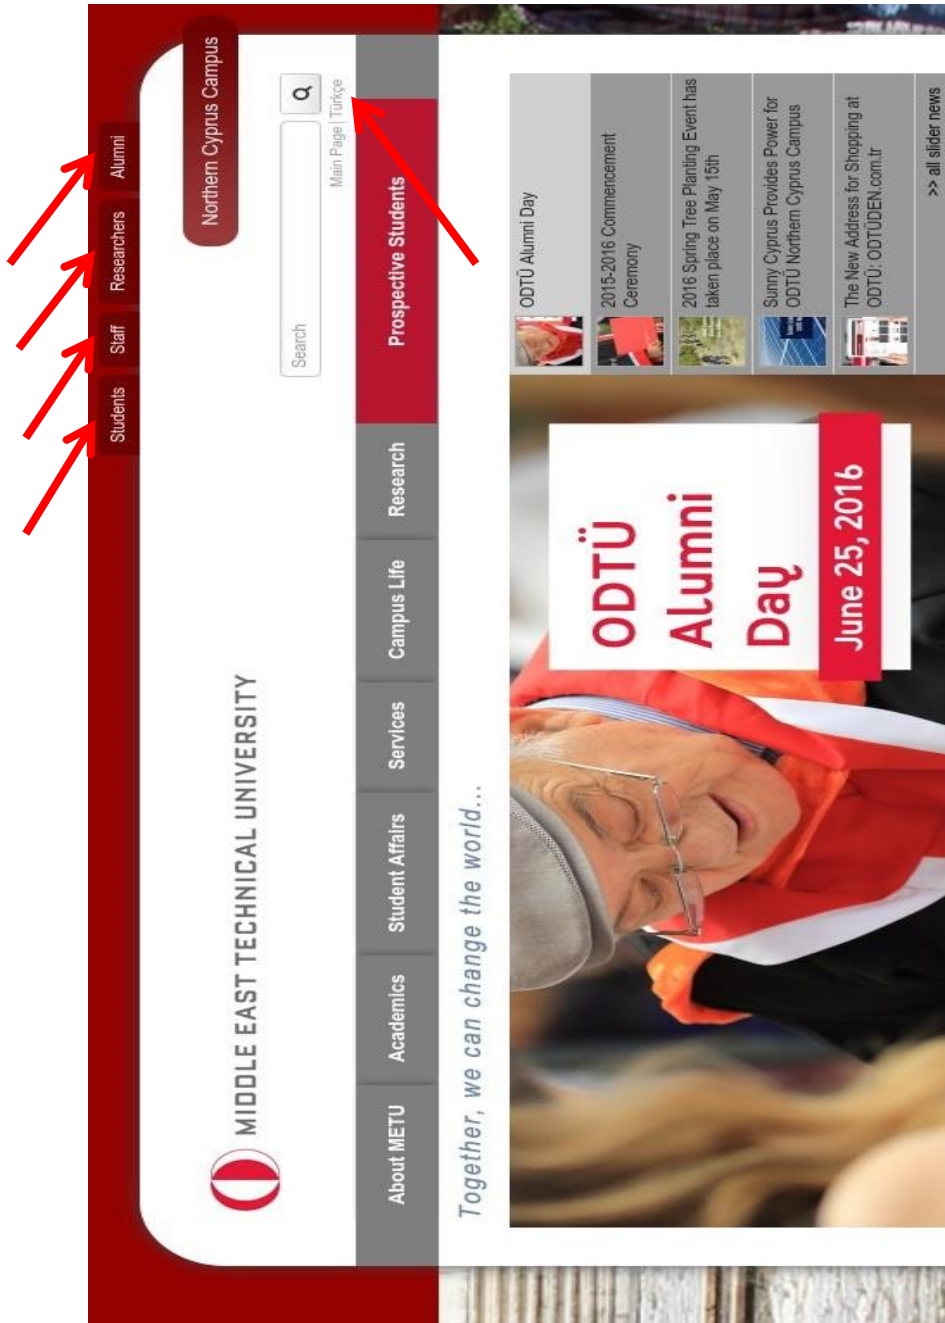 Students
Staff
Researchers
Alumni
Northern Cyprus Campus
MIDDLE EAST TECHNICAL UNIVERSITY
Search
Main Page | Türkçe
About METU
Academics
Student Affairs
Services
Campus Life
Research
Prospective Students
Together, we can change the world...
ODTÜ
Alumni
Day
June 25, 2016
ODTÜ Alumni Day
2015-2016 Commencement
Ceremony
2016 Spring Tree Planting Event has
taken place on May 15th
Sunny Cyprus Provides Power for
ODTÜ Northern Cyprus Campus
The New Address for Shopping at
ODTÜ: ODTÜDEN.com.tr
>> all slider news